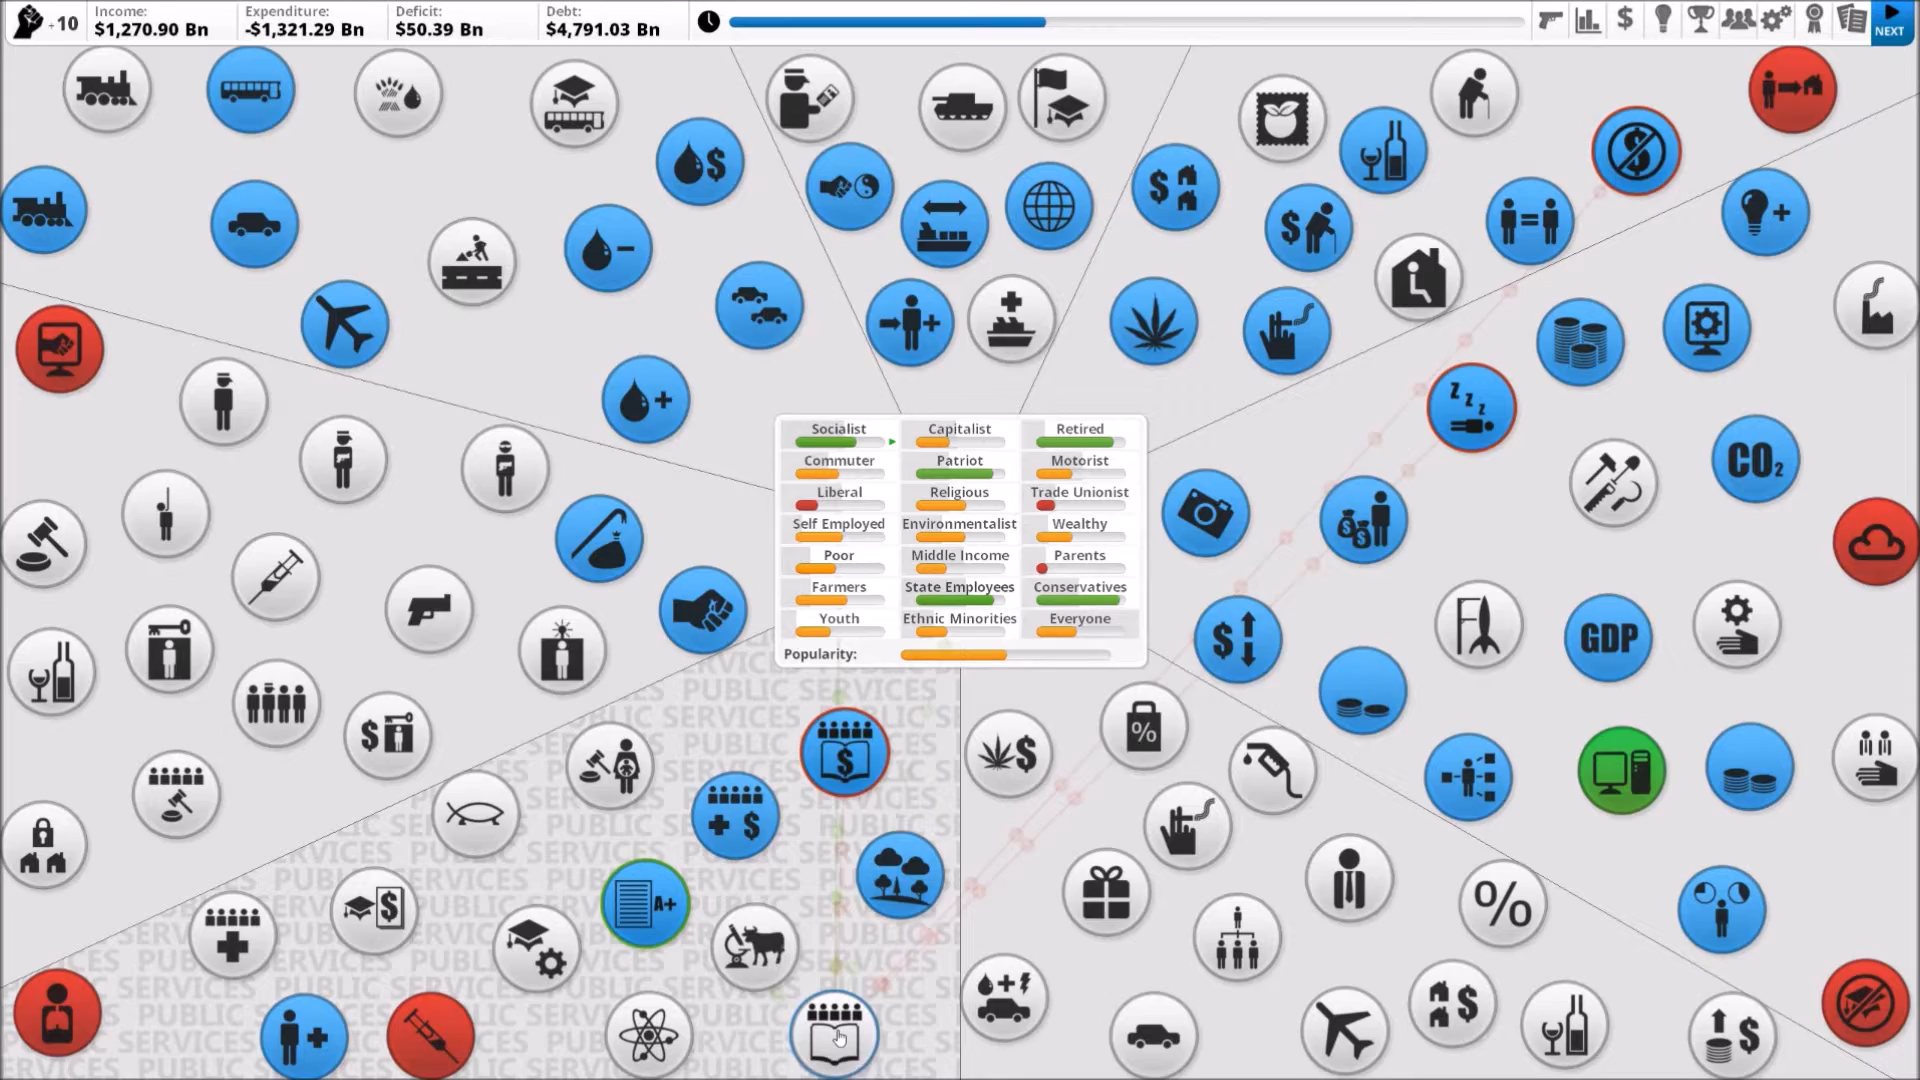 +10
Income:
$1,270.90 Bn
Expenditure:
-$1,321.29 Bn
Deficit:
$50.39 Bn
Debt:
$4,791.03 Bn
NEXT
Socialist Capitalist Retired
Commuter Patriot Motorist
Liberal Religious Trade Unionist
Self Employed Environmentalist Wealthy
Poor Middle Income Parents
Farmers State Employees Conservatives
Youth Ethnic Minorities Everyone
Popularity:
CO₂
GDP
A+
%
PUBLIC SERVICES